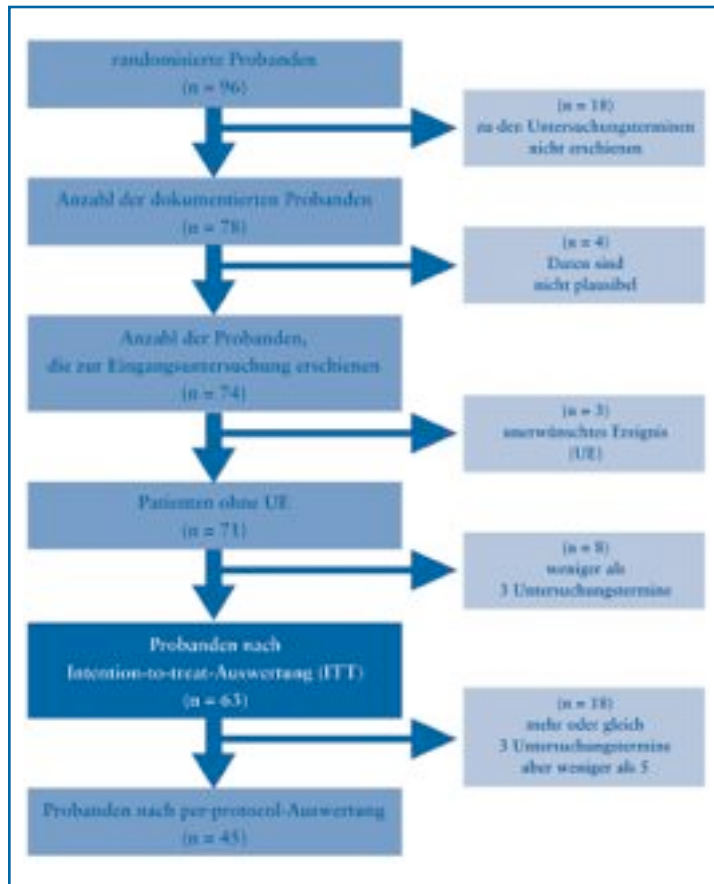 randomisierte Probanden
(n = 96)
(n = 18)
zu den Untersuchungsterminen
nicht erschienen
Anzahl der dokumentierten Probanden
(n = 78)
(n = 4)
Daten sind
nicht plausibel
Anzahl der Probanden,
die zur Eingangsuntersuchung erschienen
(n = 74)
(n = 3)
unerwünschtes Ereignis
(UE)
Patienten ohne UE
(n = 71)
(n = 8)
weniger als
3 Untersuchungstermine
Probanden nach
Intention-to-treat-Auswertung (ITT)
(n = 63)
(n = 18)
mehr oder gleich
3 Untersuchungstermine
aber weniger als 5
Probanden nach per-protocol-Auswertung
(n = 45)